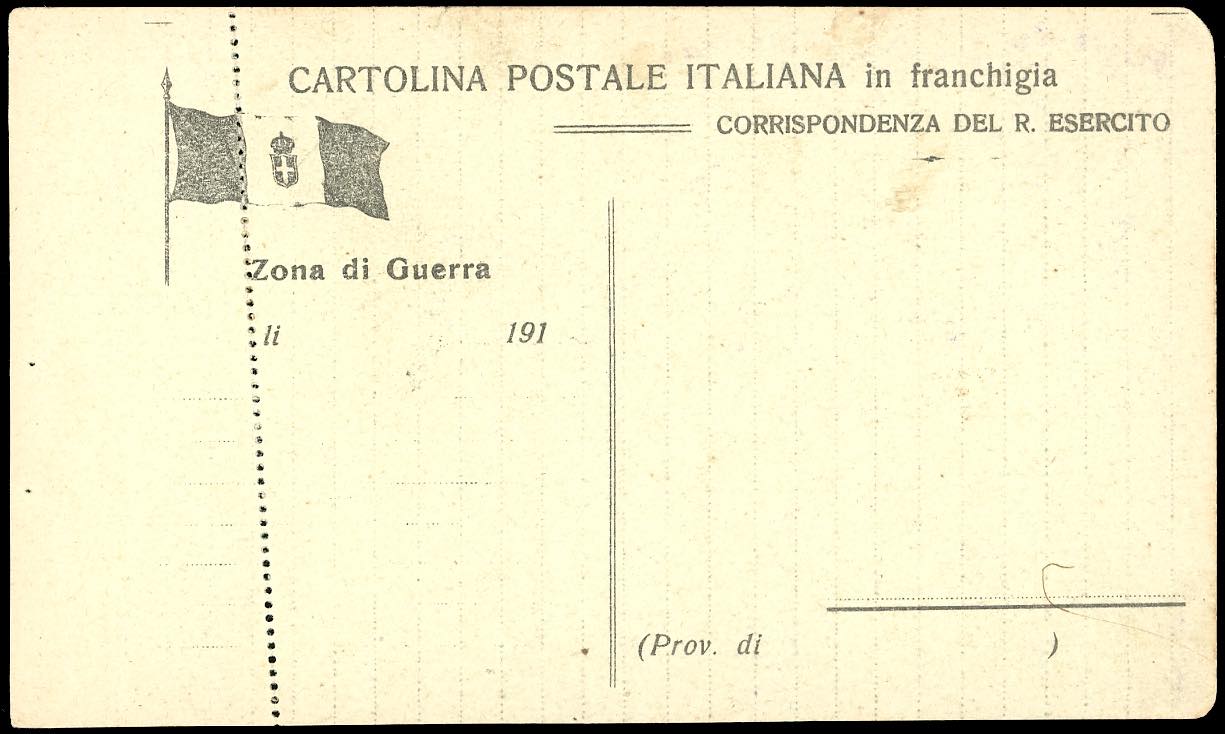 CARTOLINA POSTALE ITALIANA in franchigia
CORRISPONDENZA DEL R. ESERCITO
Zona di Guerra
li 191
(Prov. di )